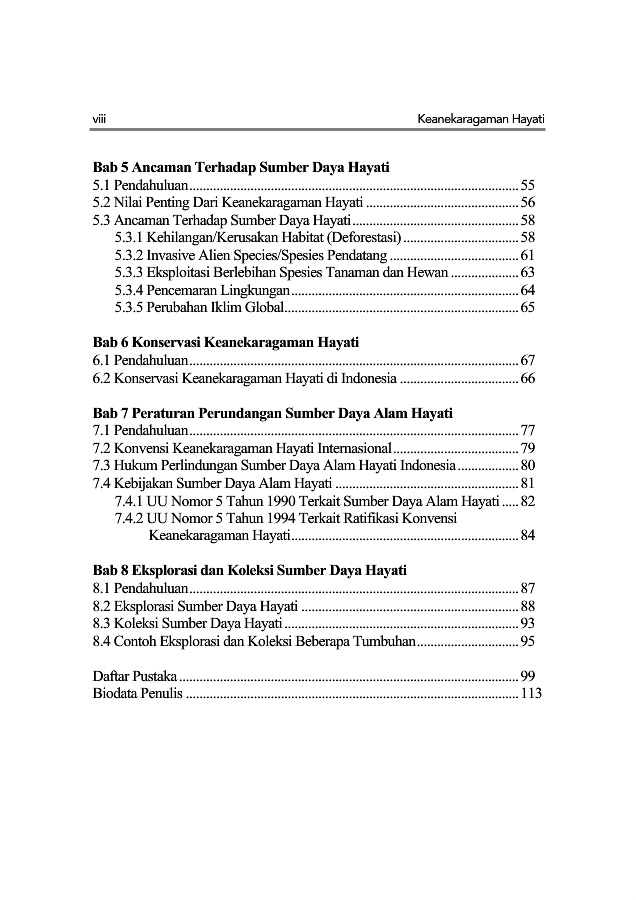 viii Keanekaragaman Hayati
Bab 5 Ancaman Terhadap Sumber Daya Hayati
5.1 Pendahuluan.................................................................................................. 55
5.2 Nilai Penting Dari Keanekaragaman Hayati ............................................. 56
5.3 Ancaman Terhadap Sumber Daya Hayati................................................. 58
5.3.1 Kehilangan/Kerusakan Habitat (Deforestasi).................................. 58
5.3.2 Invasive Alien Species/Spesies Pendatang ...................................... 61
5.3.3 Eksploitasi Berlebihan Spesies Tanaman dan Hewan .................... 63
5.3.4 Pencemaran Lingkungan................................................................... 64
5.3.5 Perubahan Iklim Global..................................................................... 65
Bab 6 Konservasi Keanekaragaman Hayati
6.1 Pendahuluan.................................................................................................. 67
6.2 Konservasi Keanekaragaman Hayati di Indonesia ................................... 66
Bab 7 Peraturan Perundangan Sumber Daya Alam Hayati
7.1 Pendahuluan.................................................................................................. 77
7.2 Konvensi Keanekaragaman Hayati Internasional..................................... 79
7.3 Hukum Perlindungan Sumber Daya Alam Hayati Indonesia.................. 80
7.4 Kebijakan Sumber Daya Alam Hayati ...................................................... 81
7.4.1 UU Nomor 5 Tahun 1990 Terkait Sumber Daya Alam Hayati ..... 82
7.4.2 UU Nomor 5 Tahun 1994 Terkait Ratifikasi Konvensi
Keanekaragaman Hayati................................................................... 84
Bab 8 Eksplorasi dan Koleksi Sumber Daya Hayati
8.1 Pendahuluan.................................................................................................. 87
8.2 Eksplorasi Sumber Daya Hayati ................................................................ 88
8.3 Koleksi Sumber Daya Hayati..................................................................... 93
8.4 Contoh Eksplorasi dan Koleksi Beberapa Tumbuhan.............................. 95
Daftar Pustaka .................................................................................................... 99
Biodata Penulis .................................................................................................. 113